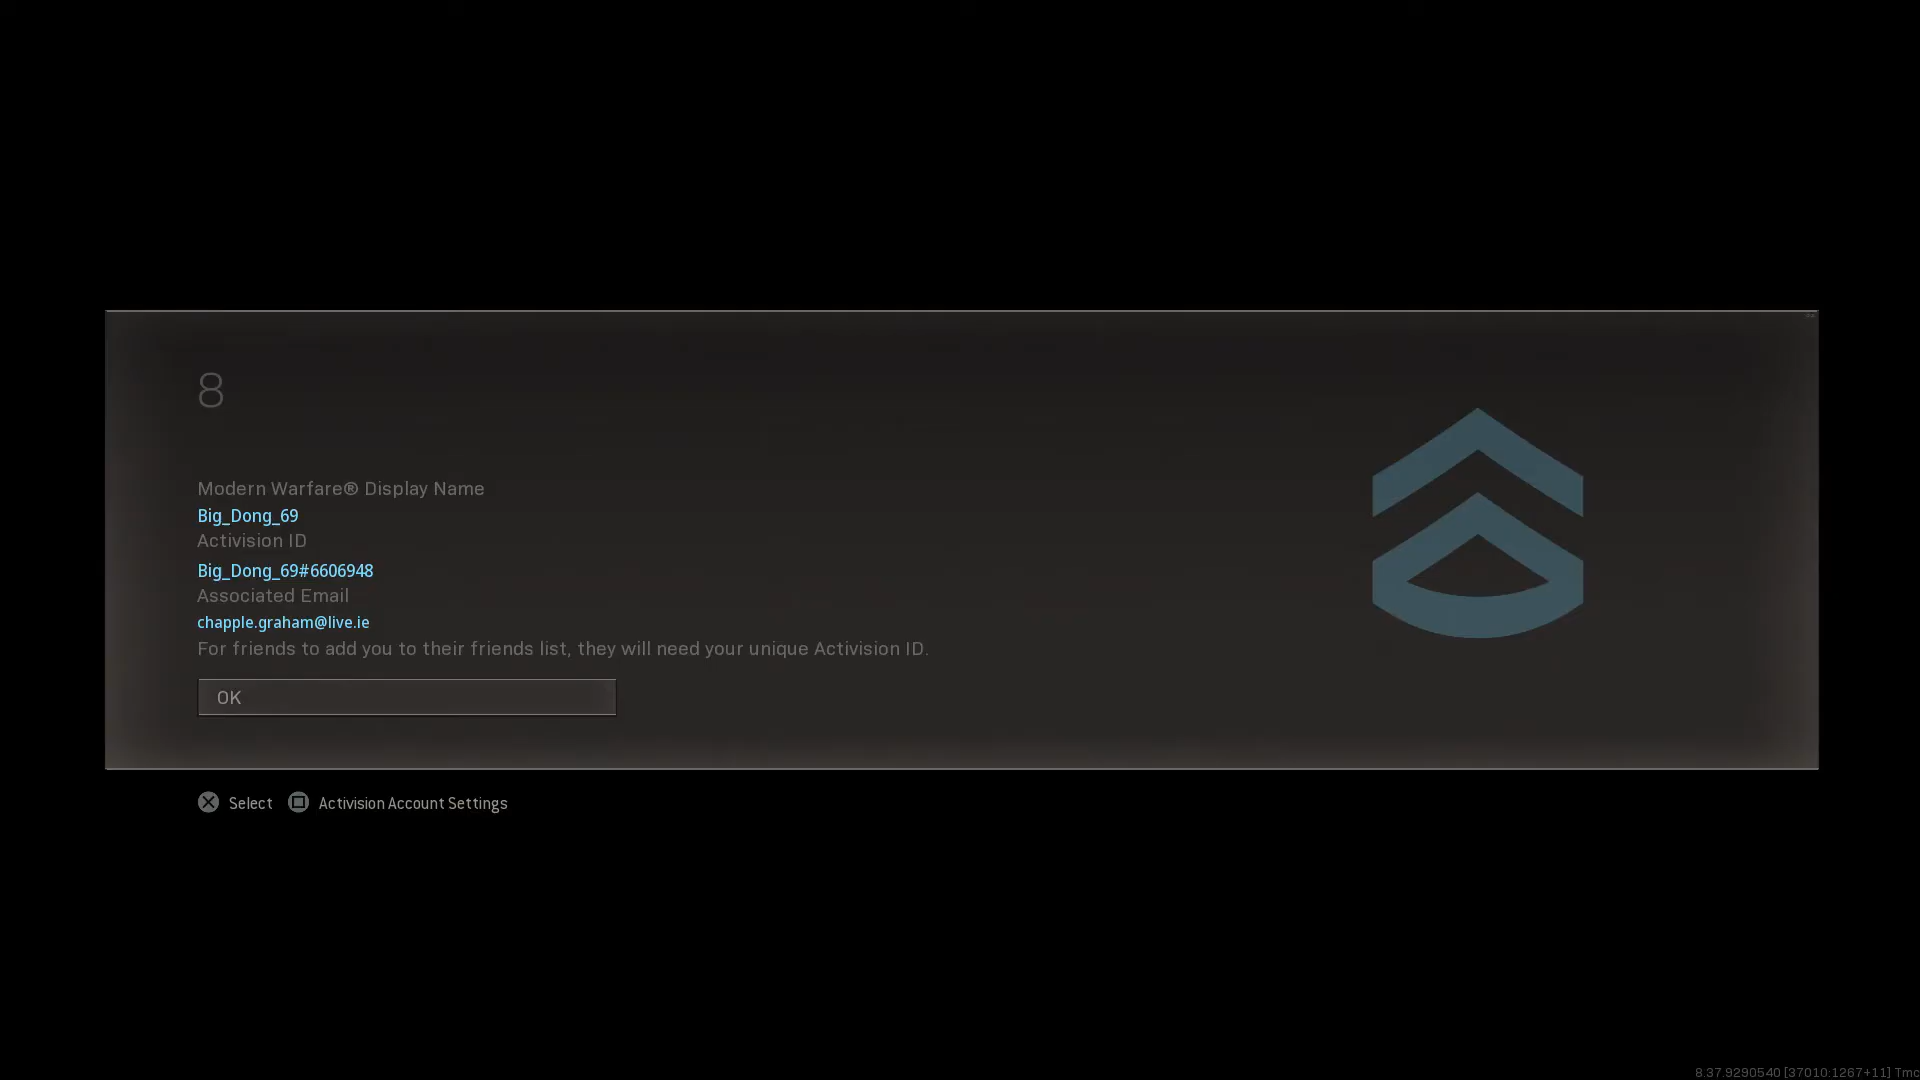 8
Modern Warfare® Display Name
Big_Dong_69
Activision ID
Big_Dong_69#6606948
Associated Email
chapple.graham@live.ie
For friends to add you to their friends list, they will need your unique Activision ID.
OK
Select Activision Account Settings
8.37.9290540 [37010:1267+11] Tmc